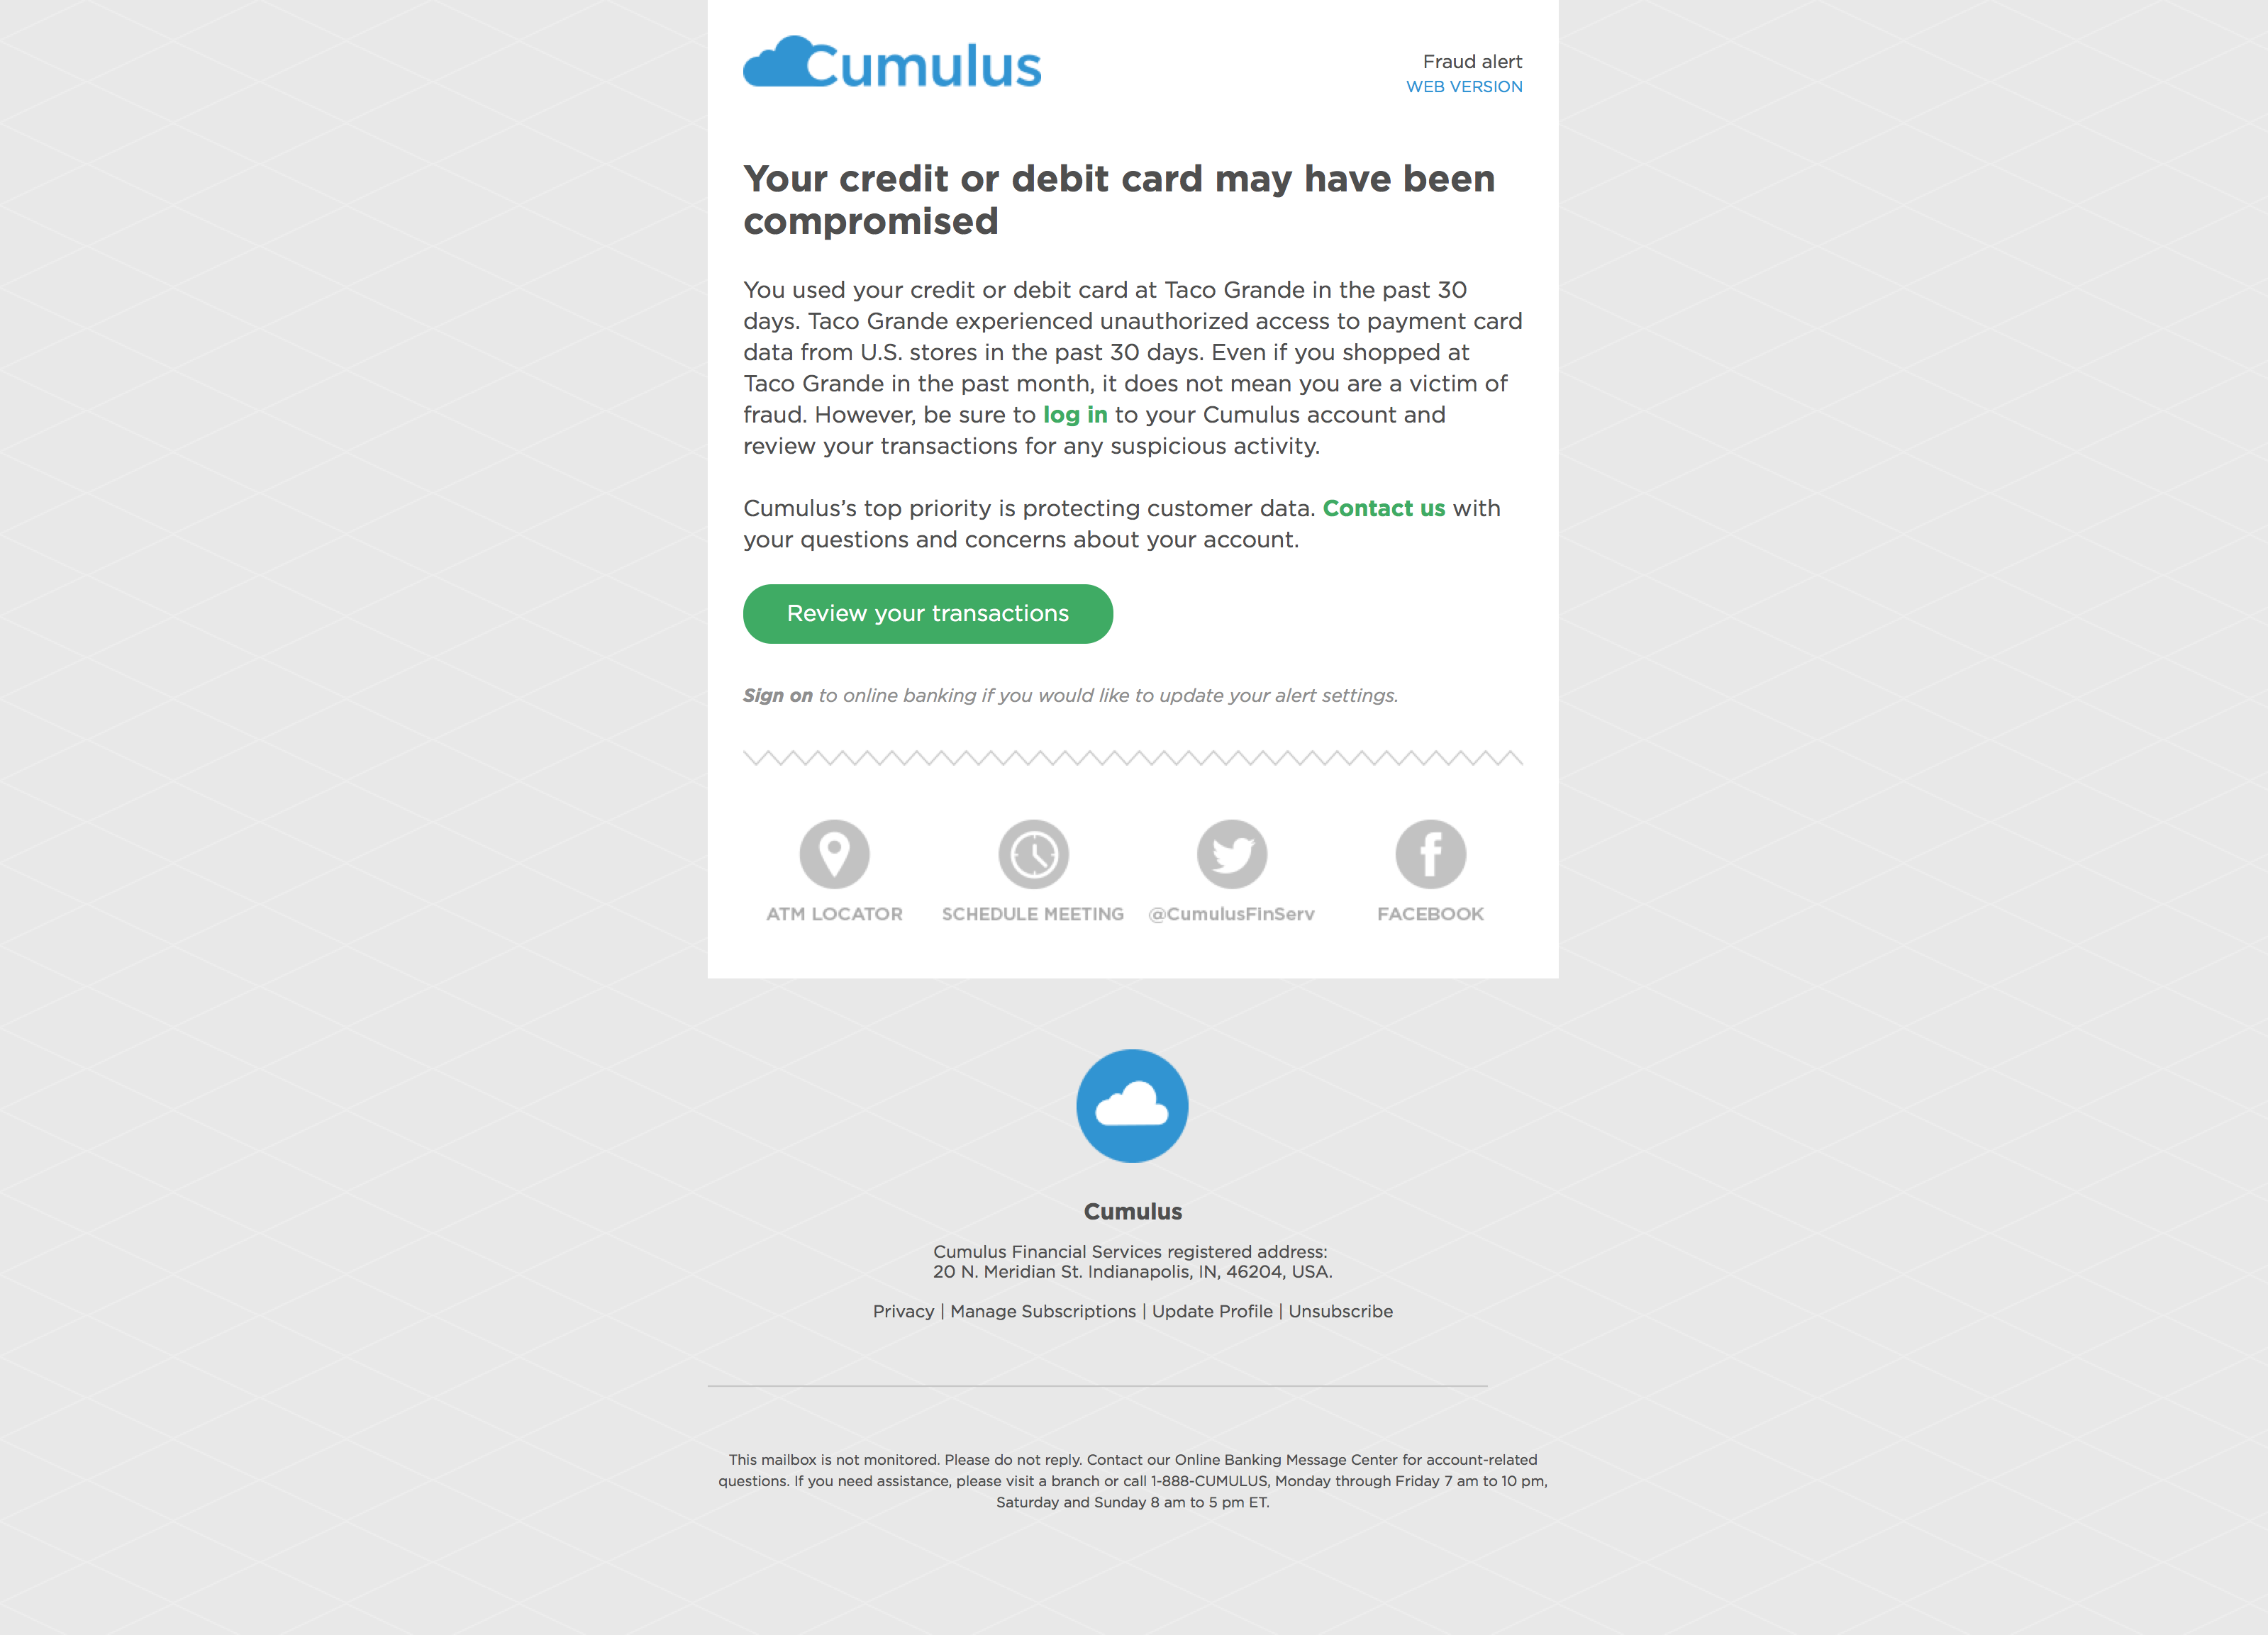 Cumulus
Fraud alert
WEB VERSION
Your credit or debit card may have been
compromised
You used your credit or debit card at Taco Grande in the past 30
days. Taco Grande experienced unauthorized access to payment card
data from U.S. stores in the past 30 days. Even if you shopped at
Taco Grande in the past month, it does not mean you are a victim of
fraud. However, be sure to log in to your Cumulus account and
review your transactions for any suspicious activity.
Cumulus’s top priority is protecting customer data. Contact us with
your questions and concerns about your account.
Review your transactions
Sign on to online banking if you would like to update your alert settings.
ATM LOCATOR
SCHEDULE MEETING
@CumulusFinServ
FACEBOOK
Cumulus
Cumulus Financial Services registered address:
20 N. Meridian St. Indianapolis, IN, 46204, USA.
Privacy | Manage Subscriptions | Update Profile | Unsubscribe
This mailbox is not monitored. Please do not reply. Contact our Online Banking Message Center for account-related
questions. If you need assistance, please visit a branch or call 1-888-CUMULUS, Monday through Friday 7 am to 10 pm,
Saturday and Sunday 8 am to 5 pm ET.